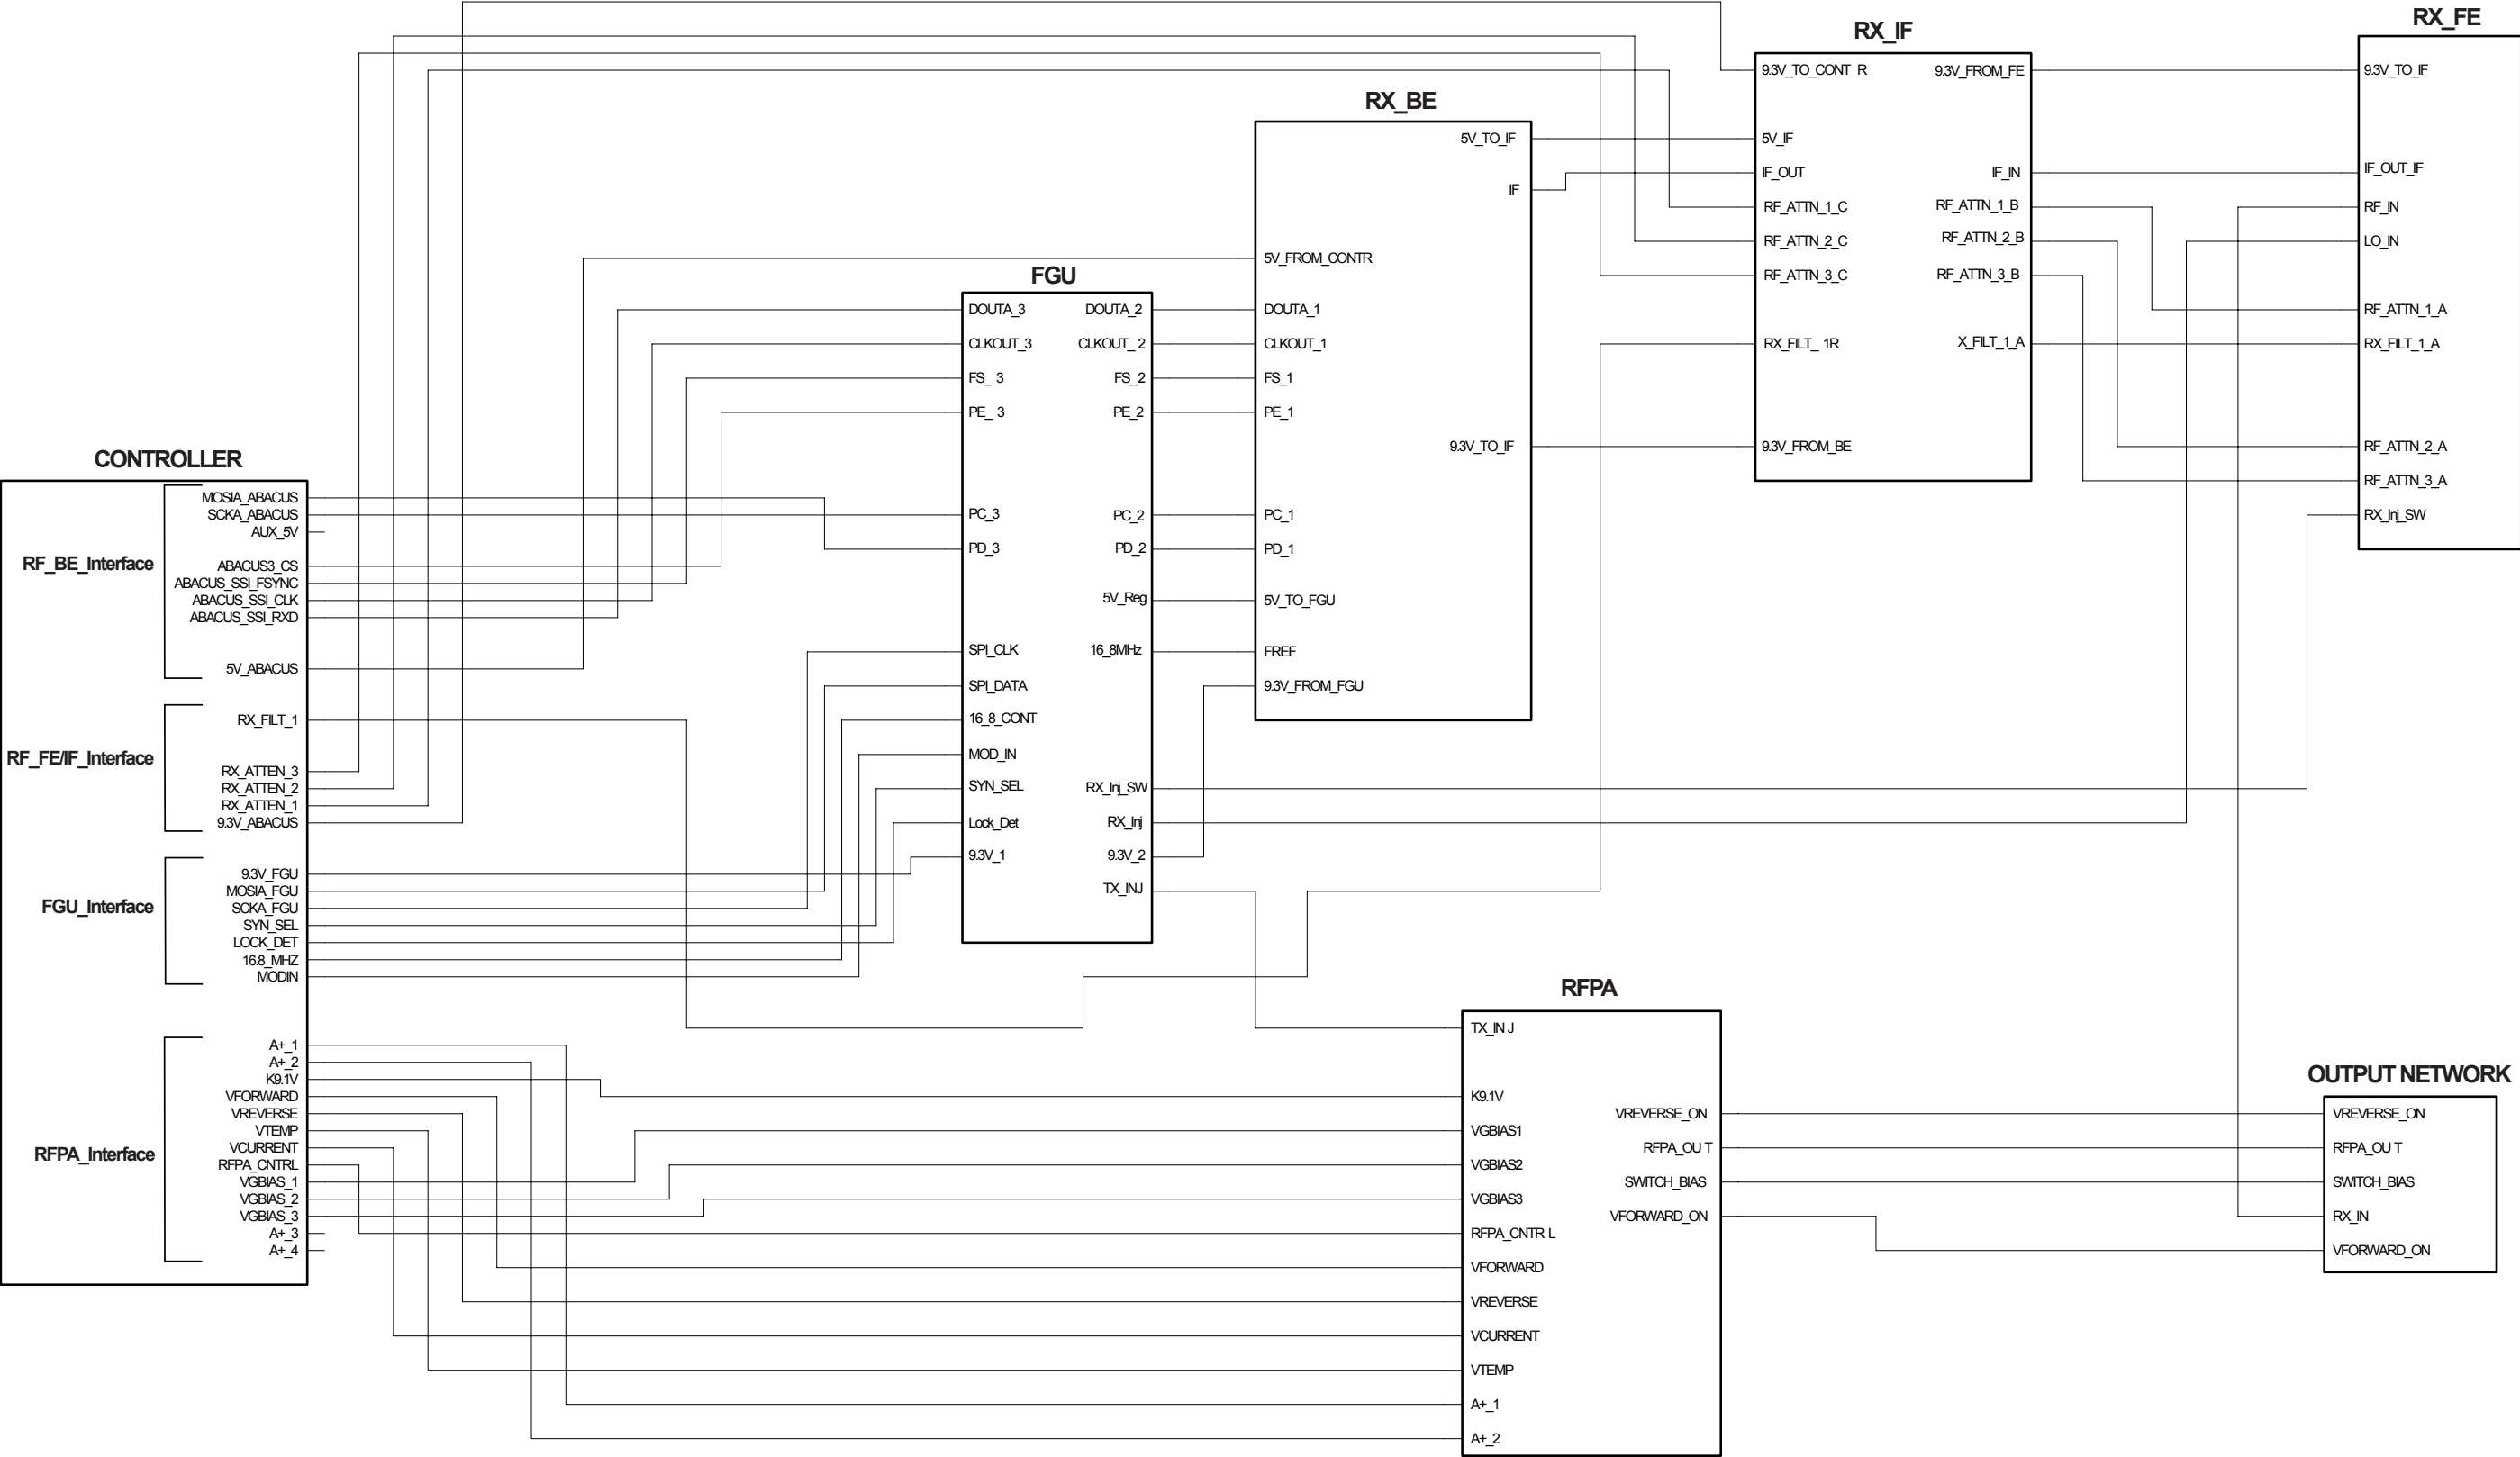 RX_FE
9.3V_TO_IF
IF_OUT_IF
RF_IN
LO_IN
RF_ATTN_1_A
RX_FILT_1_A
RF_ATTN_2_A
RF_ATTN_3_A
RX_Inj_SW
RX_IF
9.3V_TO_CONT R
5V_IF
IF_OUT
RF_ATTN_1_C
RF_ATTN_2_C
RF_ATTN_3_C
RX_FILT_ 1R
9.3V_FROM_BE
9.3V_FROM_FE
IF_IN
RF_ATTN_1_B
RF_ATTN_2_B
RF_ATTN_3_B
X_FILT_1_A
RX_BE
5V_TO_IF
IF
9.3V_TO_IF
5V_FROM_CONTR
DOUTA_1
CLKOUT_1
FS_1
PE_1
PC_1
PD_1
5V_TO_FGU
FREF
9.3V_FROM_FGU
FGU
DOUTA_3
CLKOUT_3
FS_ 3
PE_ 3
PC_3
PD_3
SPI_CLK
SPI_DATA
16_8_CONT
MOD_IN
SYN_SEL
Lock_Det
9.3V_1
DOUTA_2
CLKOUT_ 2
FS_2
PE_2
PC_2
PD_2
5V_Reg
16_8MHz
RX_Inj_SW
RX_Inj
9.3V_2
TX_INJ
CONTROLLER
RF_BE_Interface
MOSIA_ABACUS
SCKA_ABACUS
AUX_5V
ABACUS3_CS
ABACUS_SSI_FSYNC
ABACUS_SSI_CLK
ABACUS_SSI_RXD
5V_ABACUS
RF_FE/IF_Interface
RX_FILT_1
RX_ATTEN_3
RX_ATTEN_2
RX_ATTEN_1
9.3V_ABACUS
FGU_Interface
9.3V_FGU
MOSIA_FGU
SCKA_FGU
SYN_SEL
LOCK_DET
16.8_MHZ
MODIN
RFPA_Interface
A+_1
A+_2
K9.1V
VFORWARD
VREVERSE
VTEMP
VCURRENT
RFPA_CNTRL
VGBIAS_1
VGBIAS_2
VGBIAS_3
A+_3
A+_4
RFPA
TX_IN J
K9.1V
VGBIAS1
VGBIAS2
VGBIAS3
RFPA_CNTR L
VFORWARD
VREVERSE
VCURRENT
VTEMP
A+_1
A+_2
VREVERSE_ON
RFPA_OU T
SWITCH_BIAS
VFORWARD_ON
OUTPUT NETWORK
VREVERSE_ON
RFPA_OU T
SWITCH_BIAS
RX_IN
VFORWARD_ON